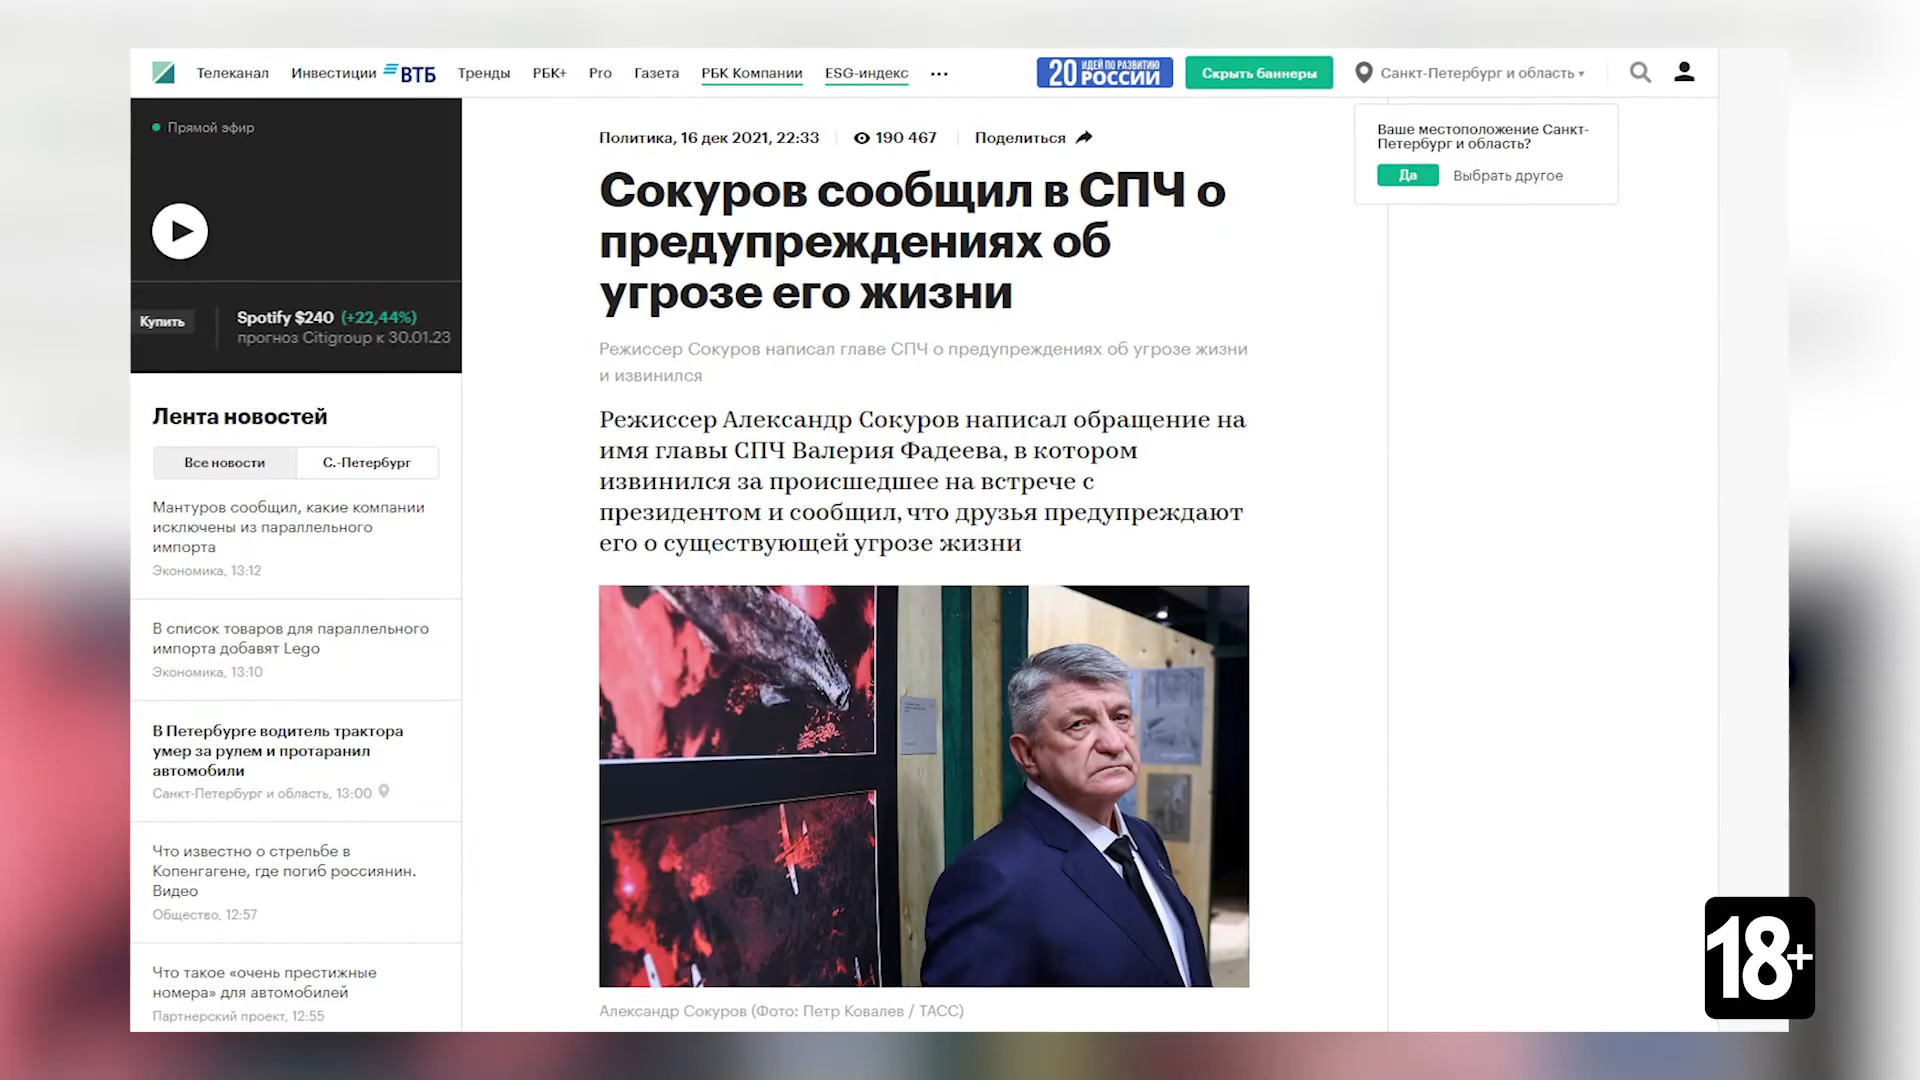 Телеканал Инвестиции ВТБ Тренды РБК+ Pro Газета РБК Компании ESG-индекс ...
20 ИДЕЙ ПО РАЗВИТИЮ РОССИИ
Скрыть баннеры
Санкт-Петербург и область
Ваше местоположение Санкт-
Петербург и область?
Да Выбрать другое
Прямой эфир
Купить
Spotify $240 (+22,44%)
прогноз Citigroup к 30.01.23
Лента новостей
Все новости С.-Петербург
Мантуров сообщил, какие компании
исключены из параллельного
импорта
Экономика, 13:12
В список товаров для параллельного
импорта добавят Lego
Экономика, 13:10
В Петербурге водитель трактора
умер за рулем и протаранил
автомобили
Санкт-Петербург и область, 13:00
Что известно о стрельбе в
Копенгагене, где погиб россиянин.
Видео
Общество, 12:57
Что такое «очень престижные
номера» для автомобилей
Партнерский проект, 12:55
Политика, 16 дек 2021, 22:33 190 467 Поделиться
Сокуров сообщил в СПЧ о
предупреждениях об
угрозе его жизни
Режиссер Сокуров написал главе СПЧ о предупреждениях об угрозе жизни
и извинился
Режиссер Александр Сокуров написал обращение на
имя главы СПЧ Валерия Фадеева, в котором
извинился за происшедшее на встрече с
президентом и сообщил, что друзья предупреждают
его о существующей угрозе жизни
Александр Сокуров (Фото: Петр Ковалев / ТАСС)
18+